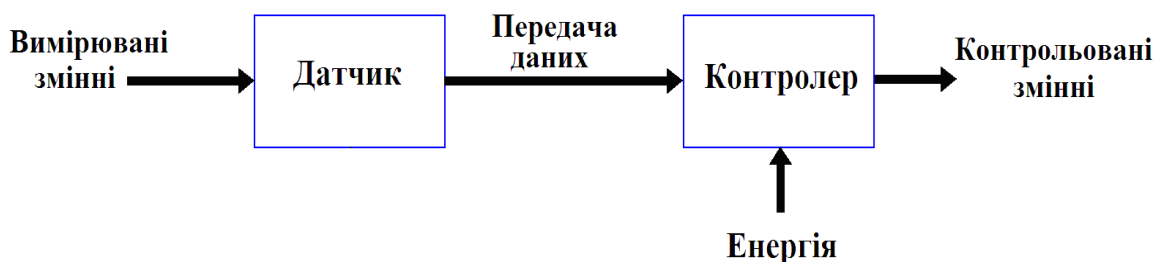 Вимірювані
змінні
Датчик
Передача
даних
Контролер
Контрольовані
змінні
Енергія